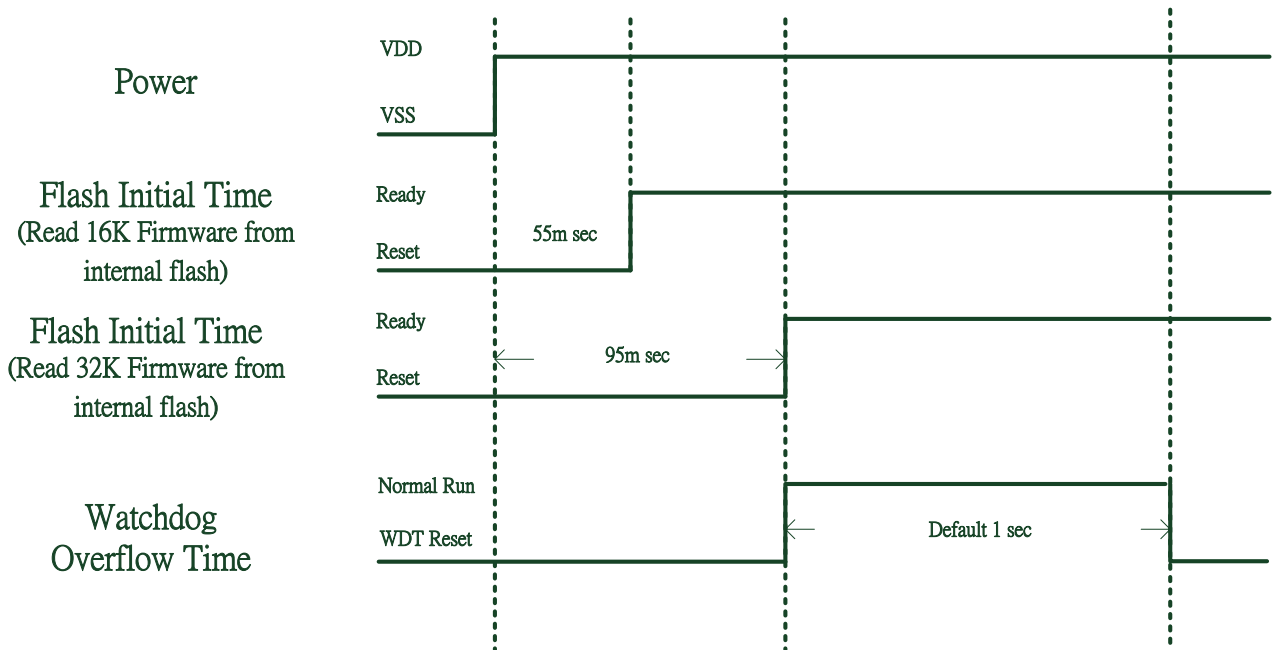 VDD
Power
VSS
Flash Initial Time
(Read 16K Firmware from
internal flash)
Ready
55m sec
Reset
Flash Initial Time
(Read 32K Firmware from
internal flash)
Ready
95m sec
Reset
Watchdog
Overflow Time
Normal Run
Default 1 sec
WDT Reset